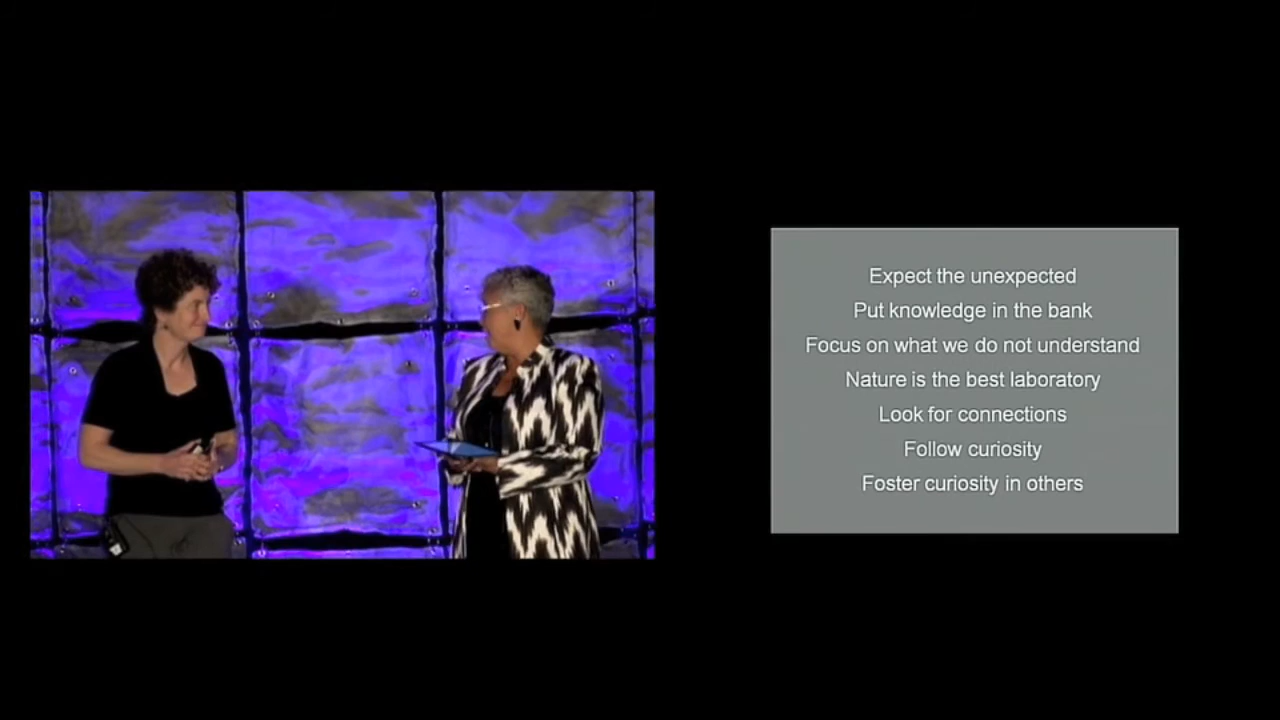 Expect the unexpected
Put knowledge in the bank
Focus on what we do not understand
Nature is the best laboratory
Look for connections
Follow curiosity
Foster curiosity in others